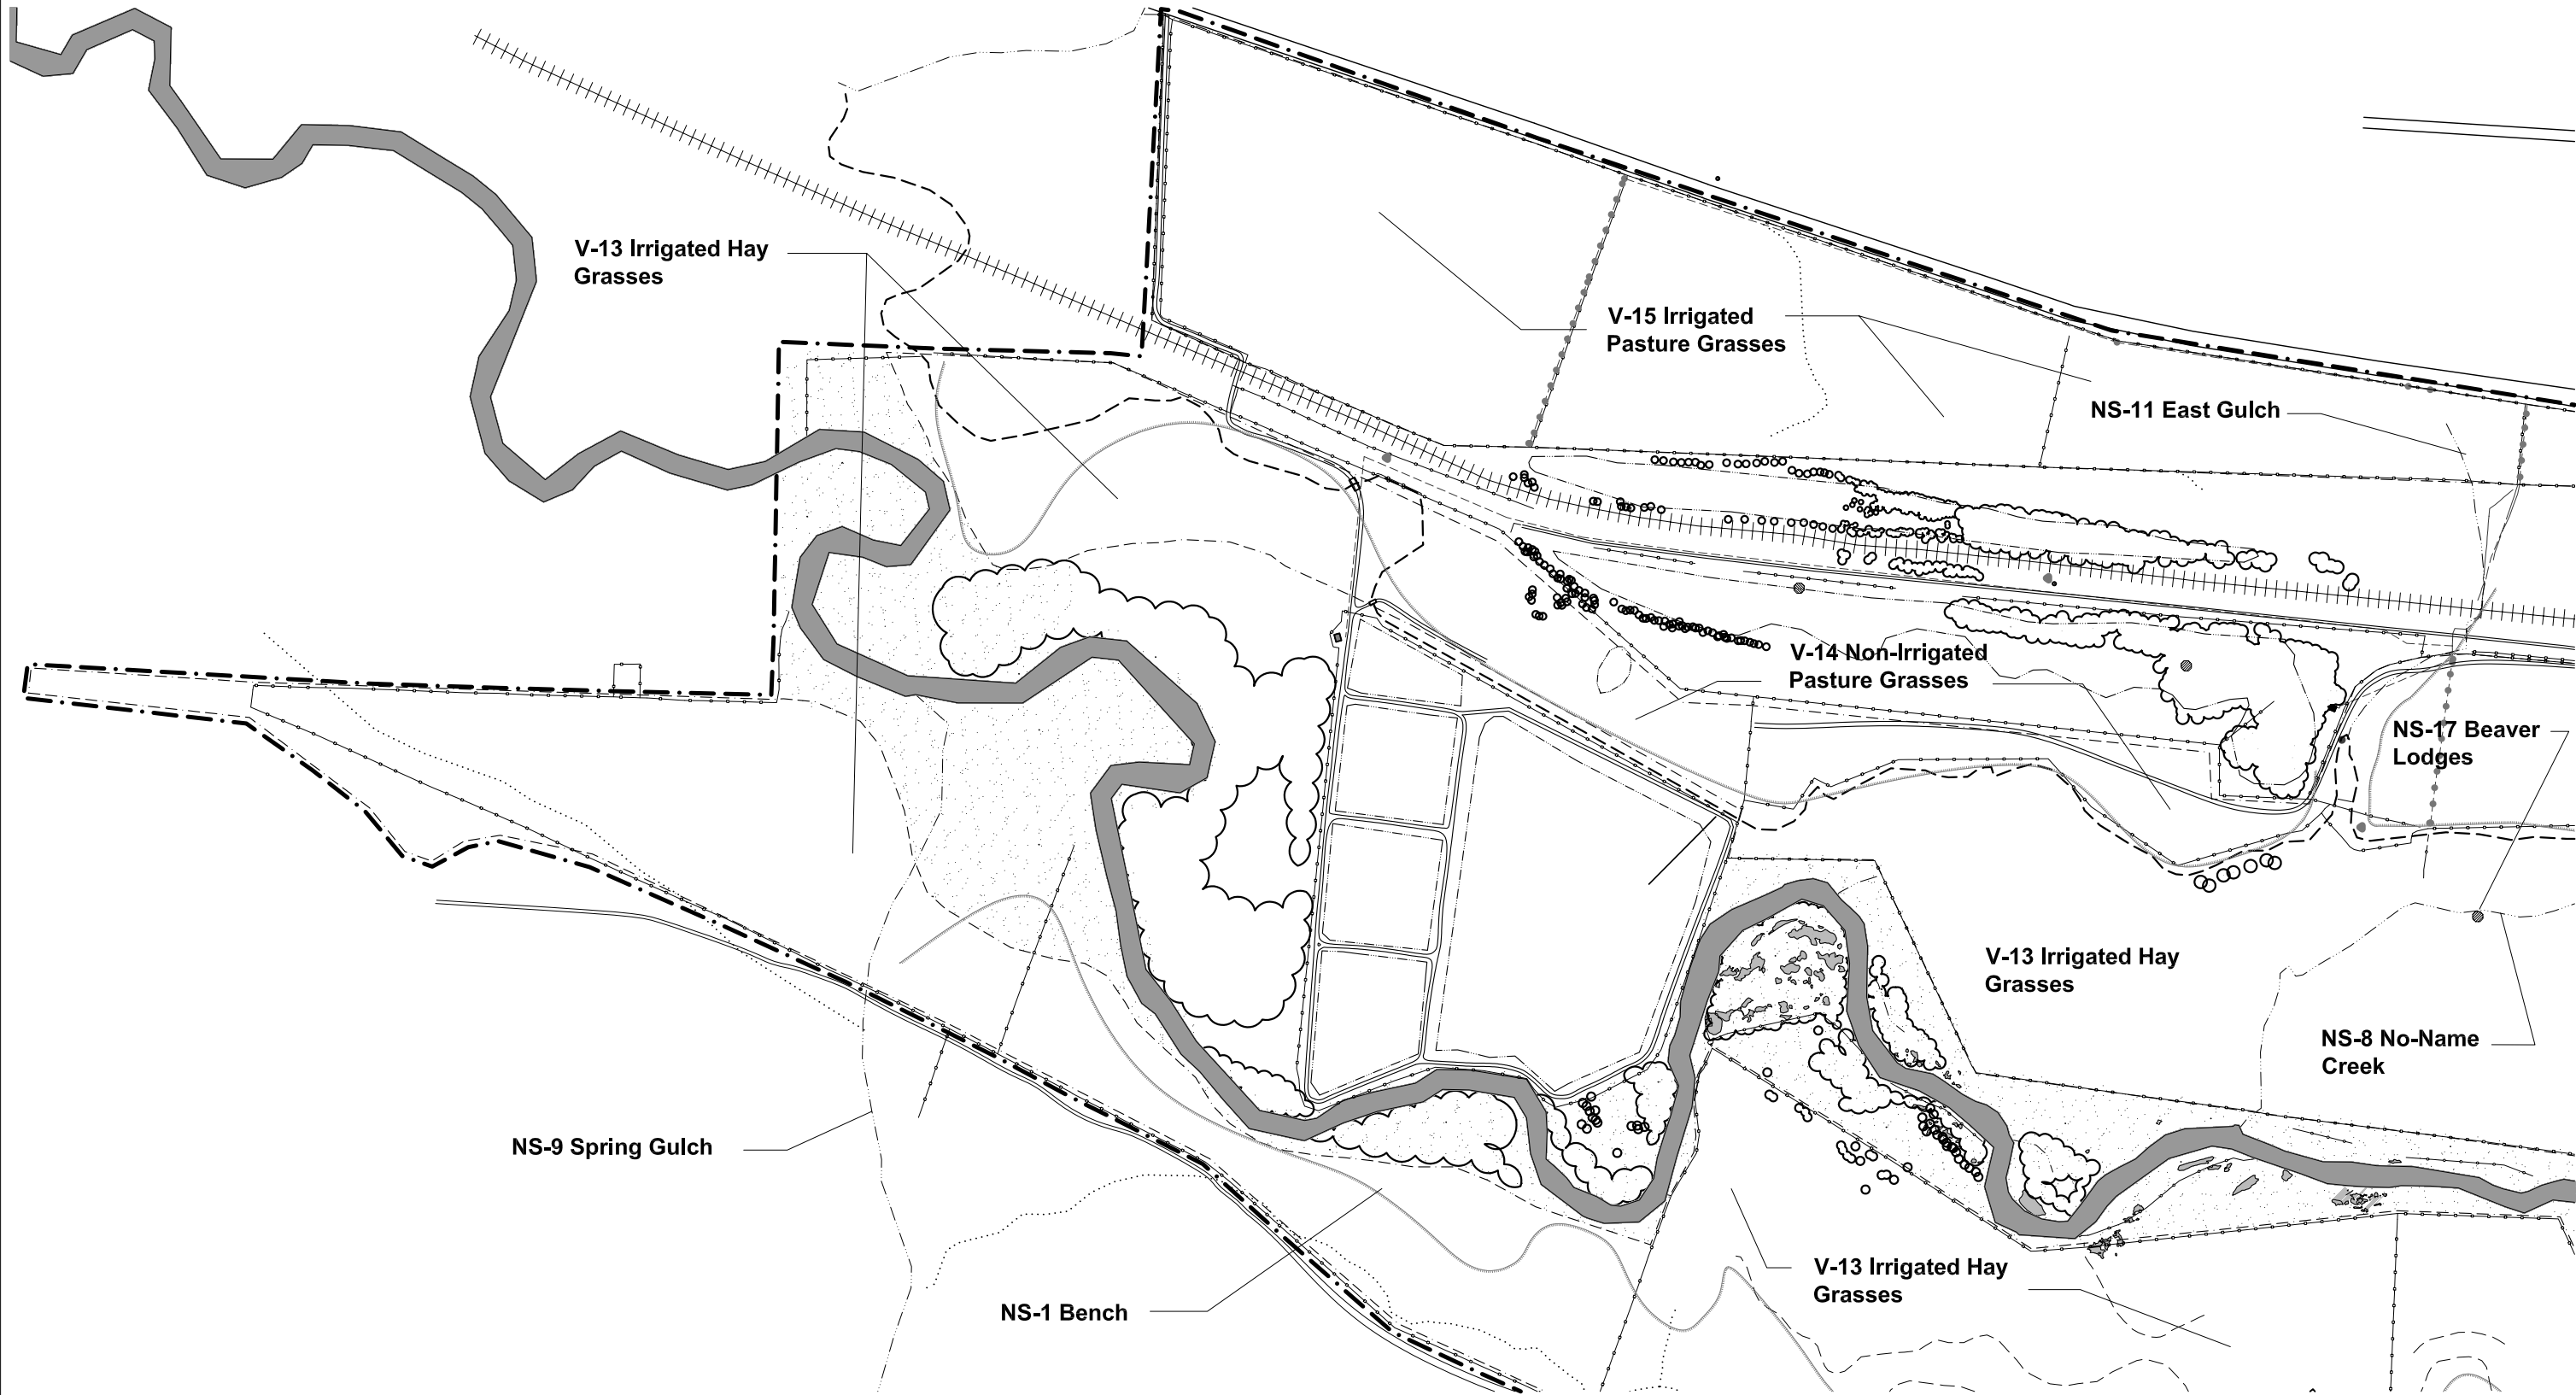 V-13 Irrigated Hay
Grasses
V-15 Irrigated
Pasture Grasses
NS-11 East Gulch
V-14 Non-Irrigated
Pasture Grasses
NS-17 Beaver
Lodges
V-13 Irrigated Hay
Grasses
NS-8 No-Name
Creek
NS-9 Spring Gulch
V-13 Irrigated Hay
Grasses
NS-1 Bench